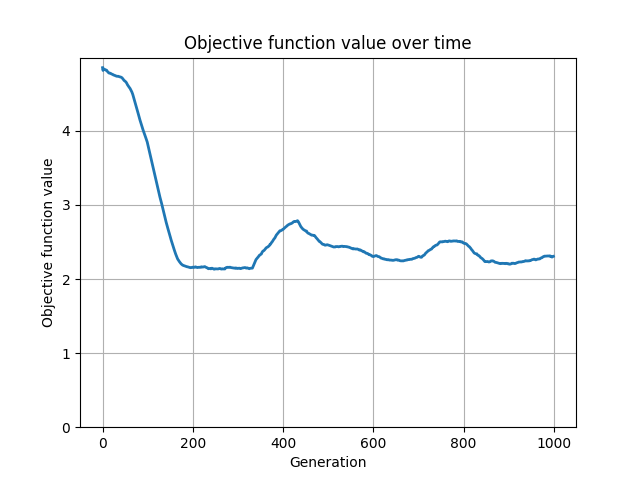 Objective function value over time
Objective function value
4
3
2
1
0
0 200 400 600 800 1000
Generation